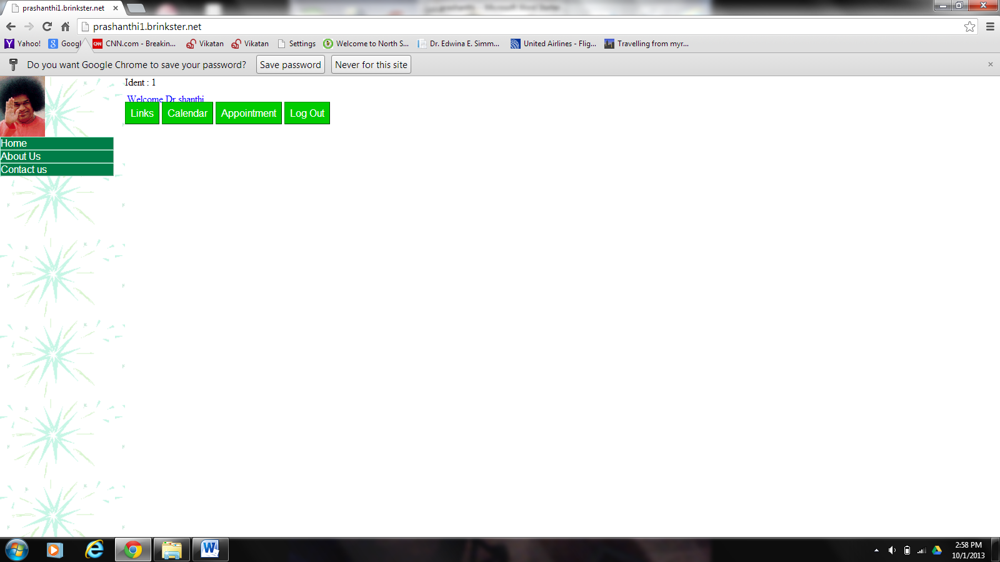 prashanthi1.brinkster.net
prashanthi1.brinkster.net
Yahoo! Googl CNN.com - Breakin... Vikatan Vikatan Settings Welcome to North S... Dr. Edwina E. Simm... United Airlines - Flig... Travelling from myr...
Do you want Google Chrome to save your password? Save password Never for this site
Ident : 1
Welcome Dr shanthi
Links Calendar Appointment Log Out
Home
About Us
Contact us
2:58 PM
10/1/2013